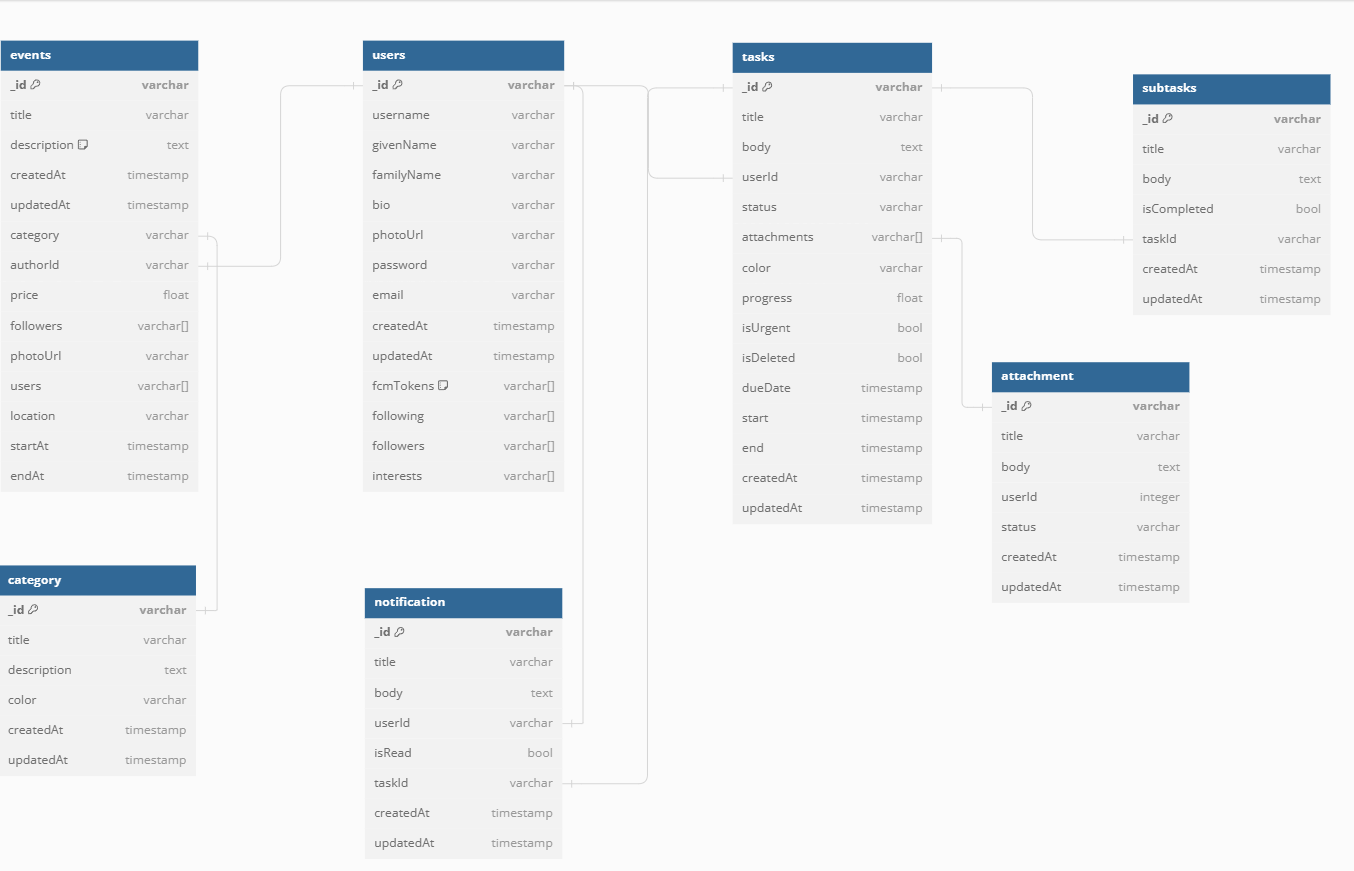 events
_id varchar
title varchar
description text
createdAt timestamp
updatedAt timestamp
category varchar
authorId varchar
price float
followers varchar[]
photoUrl varchar
users varchar[]
location varchar
startAt timestamp
endAt timestamp
users
_id varchar
username varchar
givenName varchar
familyName varchar
bio varchar
photoUrl varchar
password varchar
email varchar
createdAt timestamp
updatedAt timestamp
fcmTokens varchar[]
following varchar[]
followers varchar[]
interests varchar[]
tasks
_id varchar
title varchar
body text
userId varchar
status varchar
attachments varchar[]
color varchar
progress float
isUrgent bool
isDeleted bool
dueDate timestamp
start timestamp
end timestamp
createdAt timestamp
updatedAt timestamp
subtasks
_id varchar
title varchar
body text
isCompleted bool
taskId varchar
createdAt timestamp
updatedAt timestamp
attachment
_id varchar
title varchar
body text
userId integer
status varchar
createdAt timestamp
updatedAt timestamp
category
_id varchar
title varchar
description text
color varchar
createdAt timestamp
updatedAt timestamp
notification
_id varchar
title varchar
body text
userId varchar
isRead bool
taskId varchar
createdAt timestamp
updatedAt timestamp